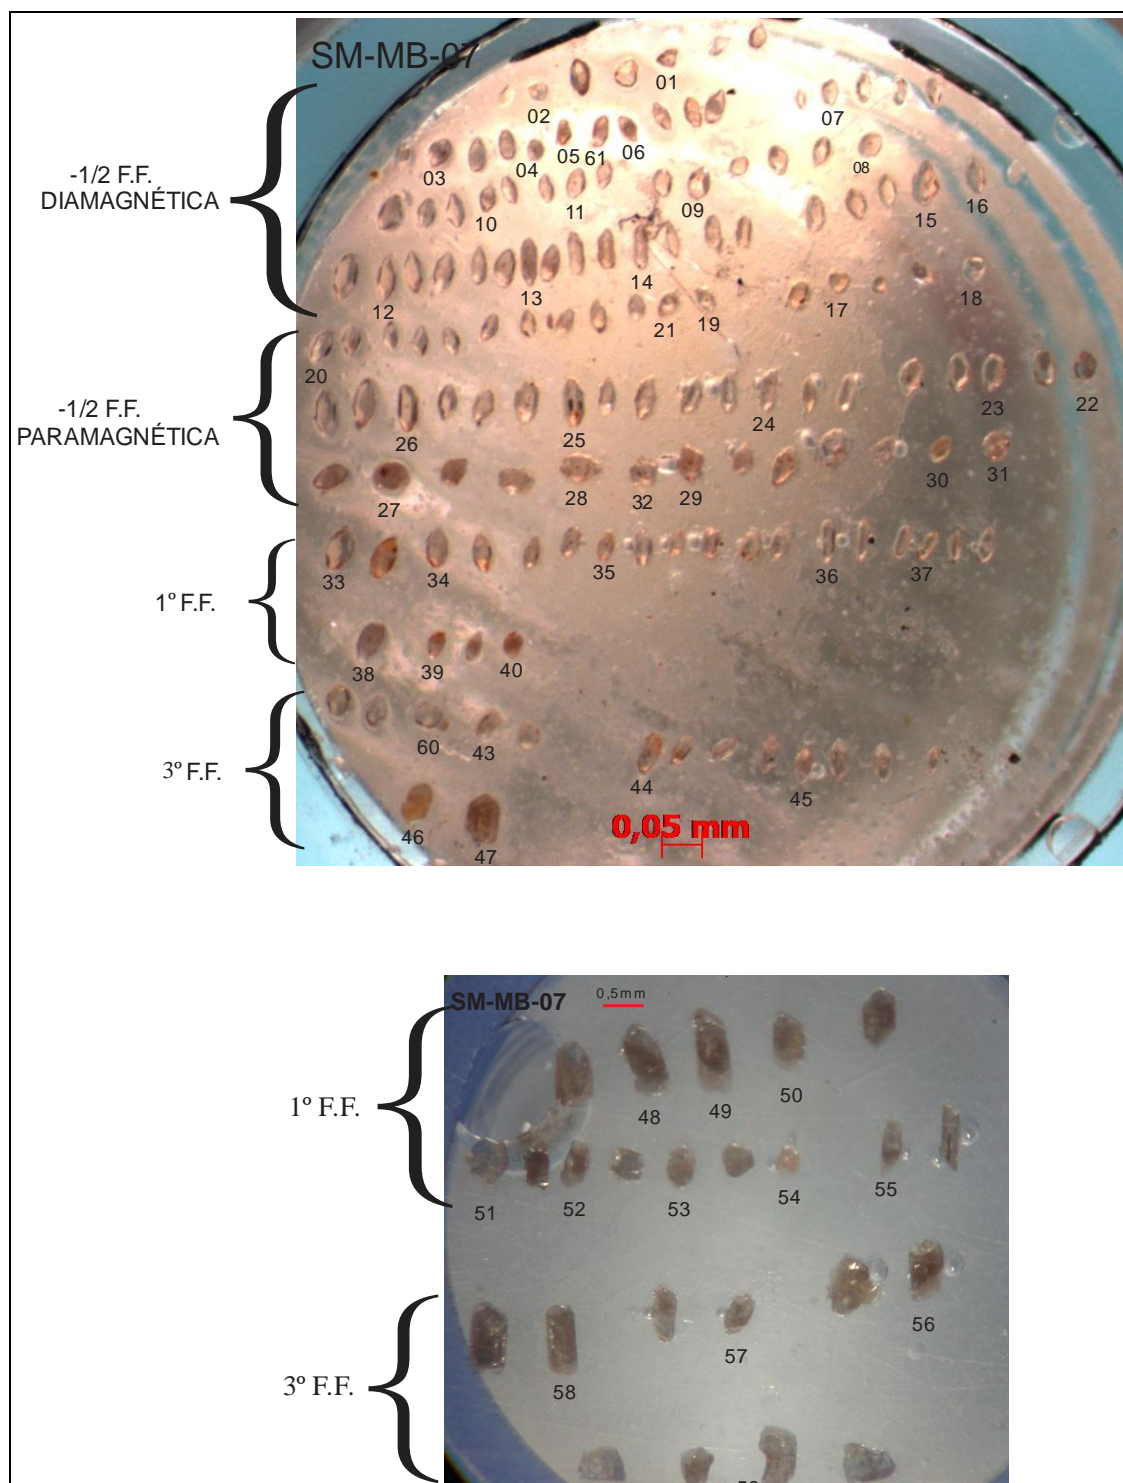 SM-MB-07
01
02
07
03 04 05 61 06
08
-1/2 F.F.
DIAMAGNÉTICA
10 11 09 15 16
12 13 14 17 18
21 19
20
-1/2 F.F.
PARAMAGNÉTICA
26 25 24 23 22
27 28 32 29 30 31
33 34 35 36 37
1º F.F.
38 39 40
60 43
3º F.F.
44 45
46 47
0,05 mm
SM-MB-07
0,5mm
1º F.F.
48 49 50
51 52 53 54 55
56
57
58
3º F.F.